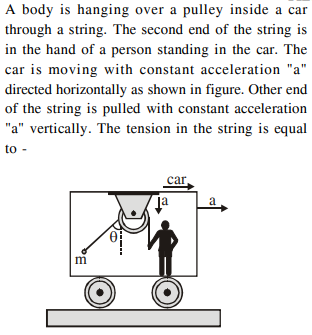 A body is hanging over a pulley inside a car
through a string. The second end of the string is
in the hand of a person standing in the car. The
car is moving with constant acceleration "a"
directed horizontally as shown in figure. Other end
of the string is pulled with constant acceleration
"a" vertically. The tension in the string is equal
to -
car
a
a
θ
m